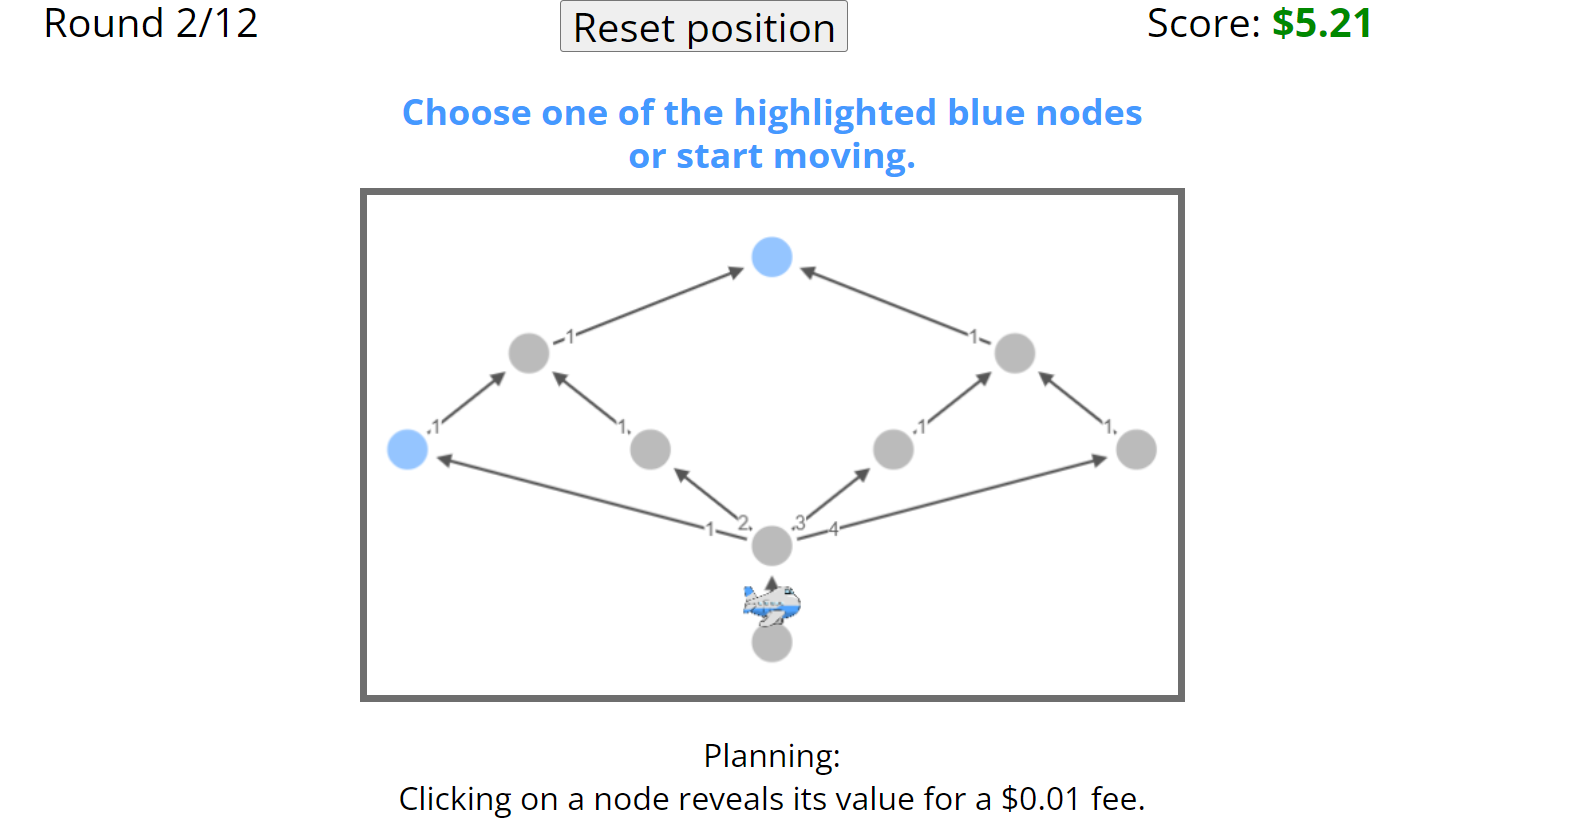 Round 2/12
Reset position
Score: $5.21
Choose one of the highlighted blue nodes
or start moving.
1
1
1
1
1
1
1
2
3
4
Planning:
Clicking on a node reveals its value for a $0.01 fee.